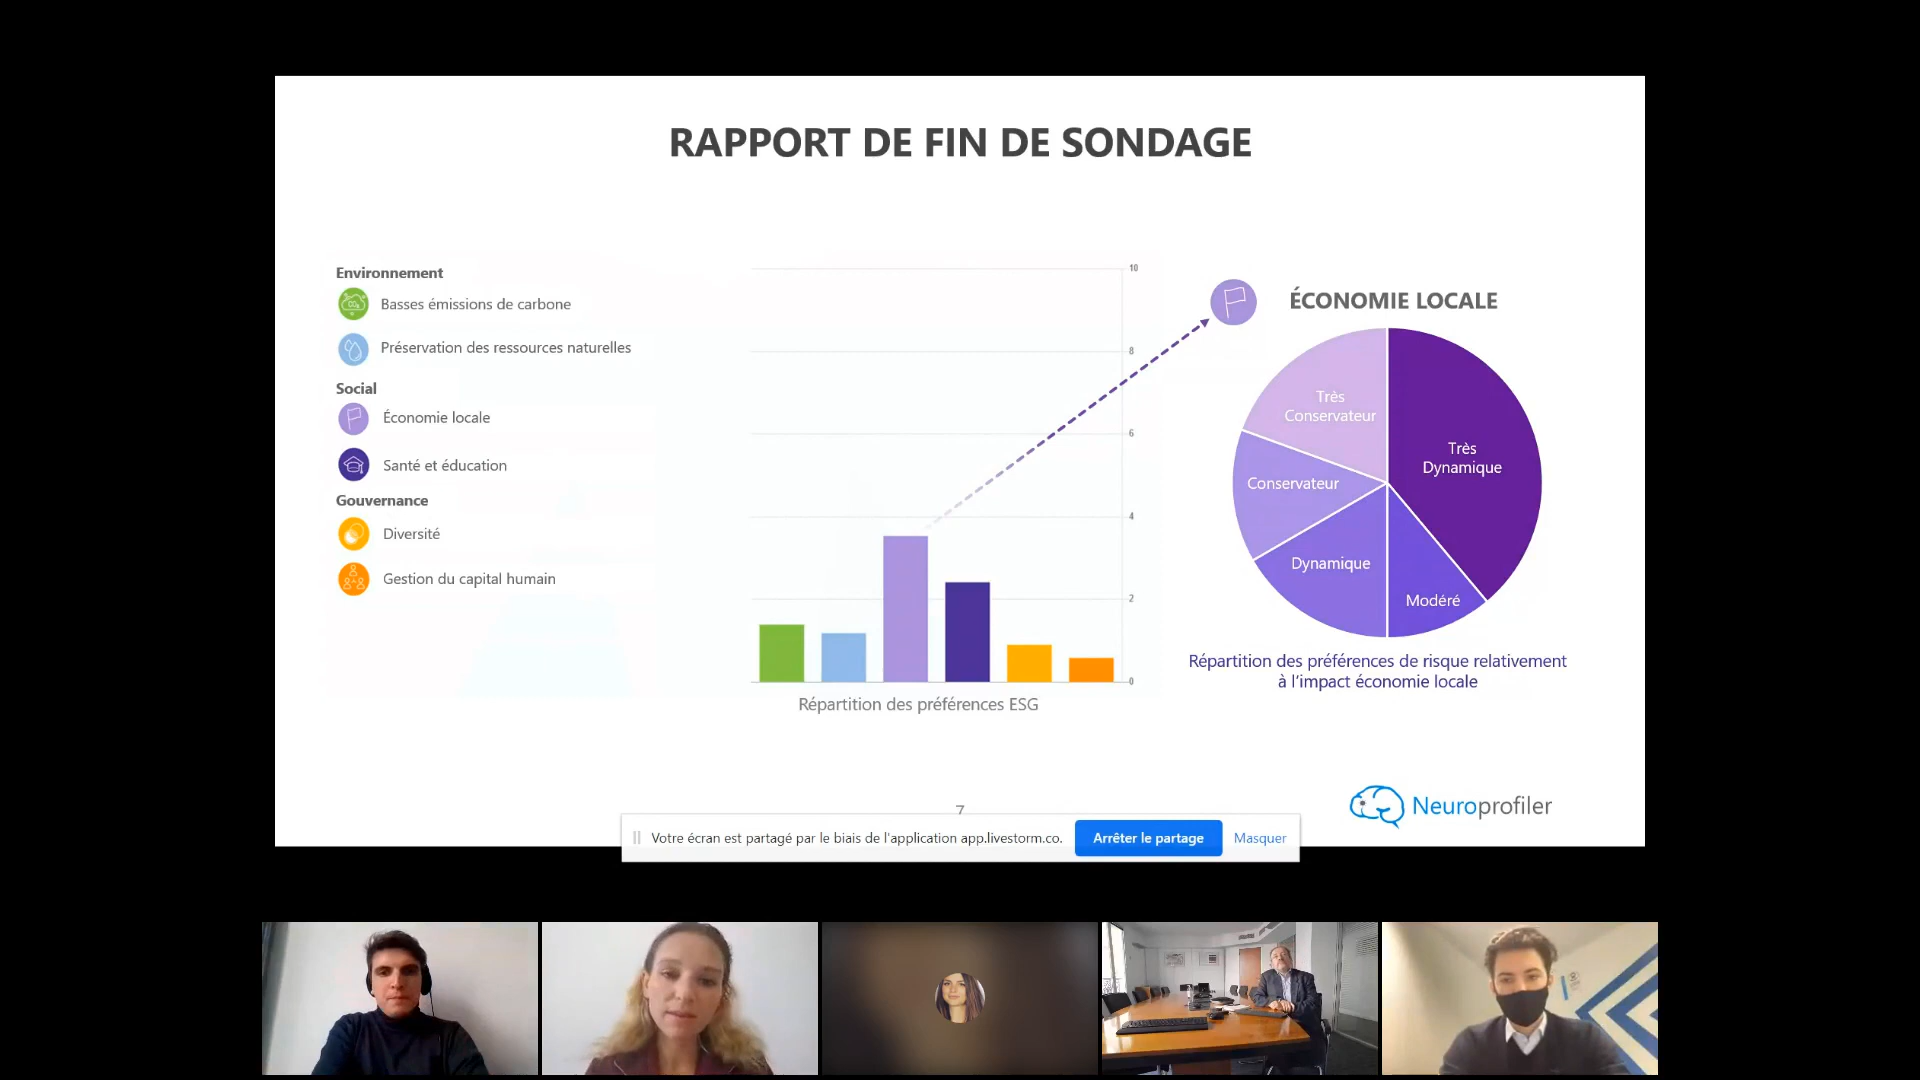 RAPPORT DE FIN DE SONDAGE
Environnement
Basses émissions de carbone
Préservation des ressources naturelles
Social
Économie locale
Santé et éducation
Gouvernance
Diversité
Gestion du capital humain
10
8
6
4
2
0
Répartition des préférences ESG
ÉCONOMIE LOCALE
Très
Conservateur
Très
Dynamique
Conservateur
Dynamique
Modéré
Répartition des préférences de risque relativement
à l'impact économie locale
7
Neuroprofiler
Votre écran est partagé par le biais de l'application app.livestorm.co.
Arrêter le partage
Masquer